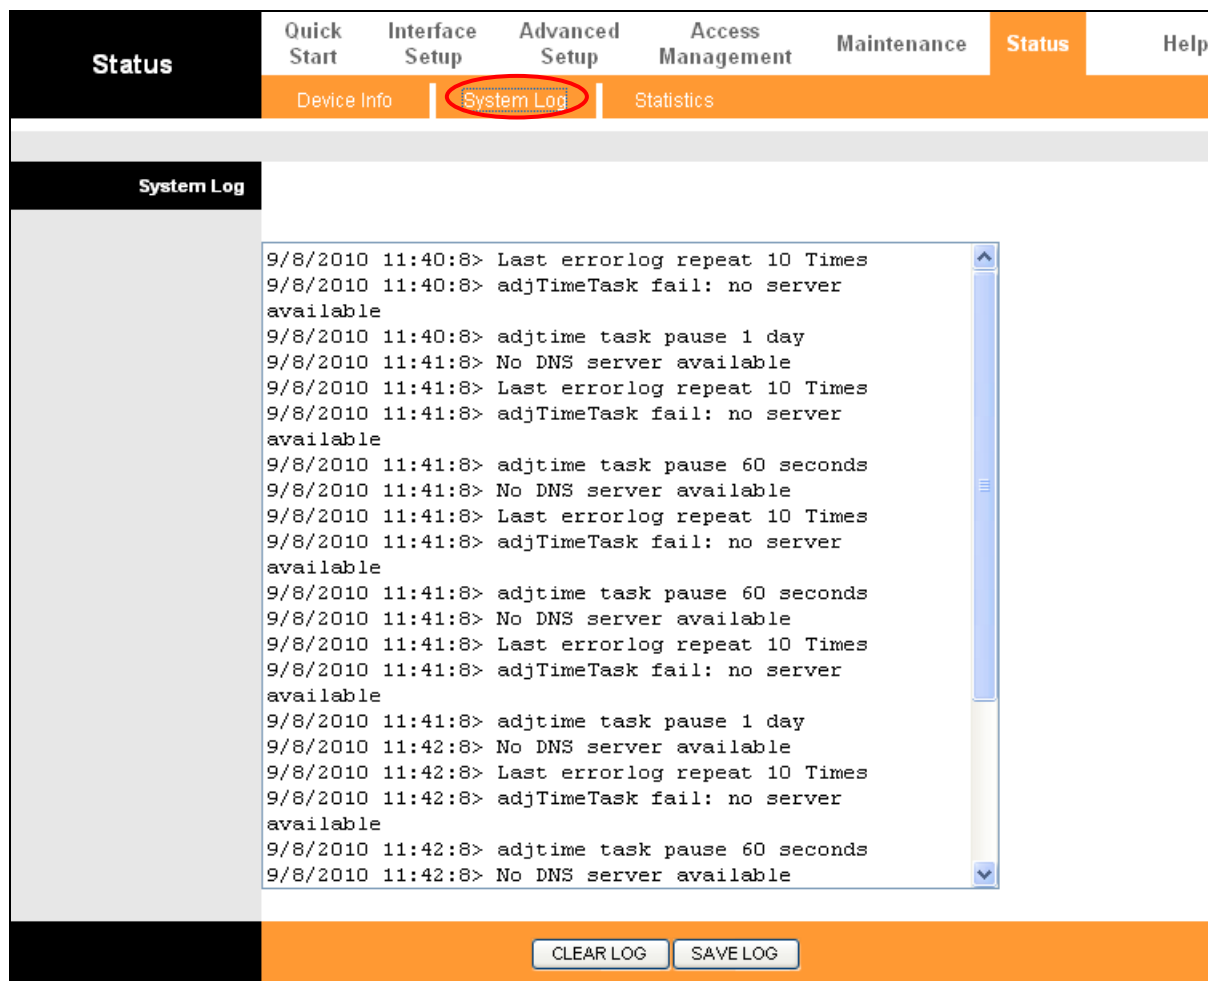 Status
Quick Start
Interface Setup
Advanced Setup
Access Management
Maintenance
Status
Help
Device Info
System Log
Statistics
System Log
9/8/2010 11:40:8> Last errorlog repeat 10 Times
9/8/2010 11:40:8> adjTimeTask fail: no server
available
9/8/2010 11:40:8> adjtime task pause 1 day
9/8/2010 11:41:8> No DNS server available
9/8/2010 11:41:8> Last errorlog repeat 10 Times
9/8/2010 11:41:8> adjTimeTask fail: no server
available
9/8/2010 11:41:8> adjtime task pause 60 seconds
9/8/2010 11:41:8> No DNS server available
9/8/2010 11:41:8> Last errorlog repeat 10 Times
9/8/2010 11:41:8> adjTimeTask fail: no server
available
9/8/2010 11:41:8> adjtime task pause 60 seconds
9/8/2010 11:41:8> No DNS server available
9/8/2010 11:41:8> Last errorlog repeat 10 Times
9/8/2010 11:41:8> adjTimeTask fail: no server
available
9/8/2010 11:41:8> adjtime task pause 1 day
9/8/2010 11:42:8> No DNS server available
9/8/2010 11:42:8> Last errorlog repeat 10 Times
9/8/2010 11:42:8> adjTimeTask fail: no server
available
9/8/2010 11:42:8> adjtime task pause 60 seconds
9/8/2010 11:42:8> No DNS server available
CLEAR LOG
SAVE LOG